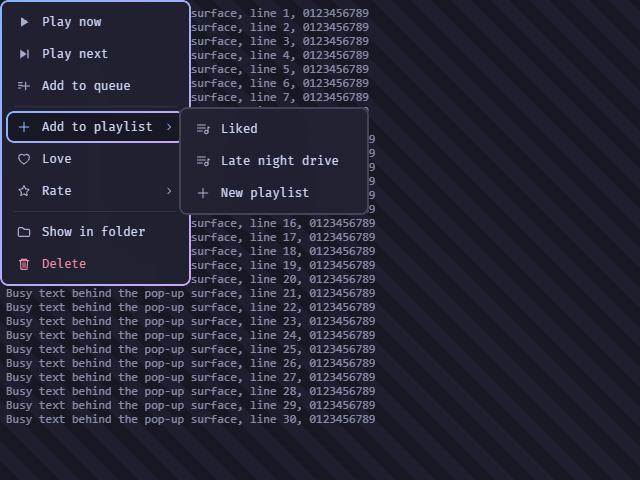 Play now
Play next
Add to queue
Add to playlist
Love
Rate
Show in folder
Delete
Liked
Late night drive
New playlist
surface, line 1, 0123456789
surface, line 2, 0123456789
surface, line 3, 0123456789
surface, line 4, 0123456789
surface, line 5, 0123456789
surface, line 6, 0123456789
surface, line 7, 0123456789
9
9
9
9
9
9
surface, line 16, 0123456789
surface, line 17, 0123456789
surface, line 18, 0123456789
surface, line 19, 0123456789
surface, line 20, 0123456789
Busy text behind the pop-up surface, line 21, 0123456789
Busy text behind the pop-up surface, line 22, 0123456789
Busy text behind the pop-up surface, line 23, 0123456789
Busy text behind the pop-up surface, line 24, 0123456789
Busy text behind the pop-up surface, line 25, 0123456789
Busy text behind the pop-up surface, line 26, 0123456789
Busy text behind the pop-up surface, line 27, 0123456789
Busy text behind the pop-up surface, line 28, 0123456789
Busy text behind the pop-up surface, line 29, 0123456789
Busy text behind the pop-up surface, line 30, 0123456789